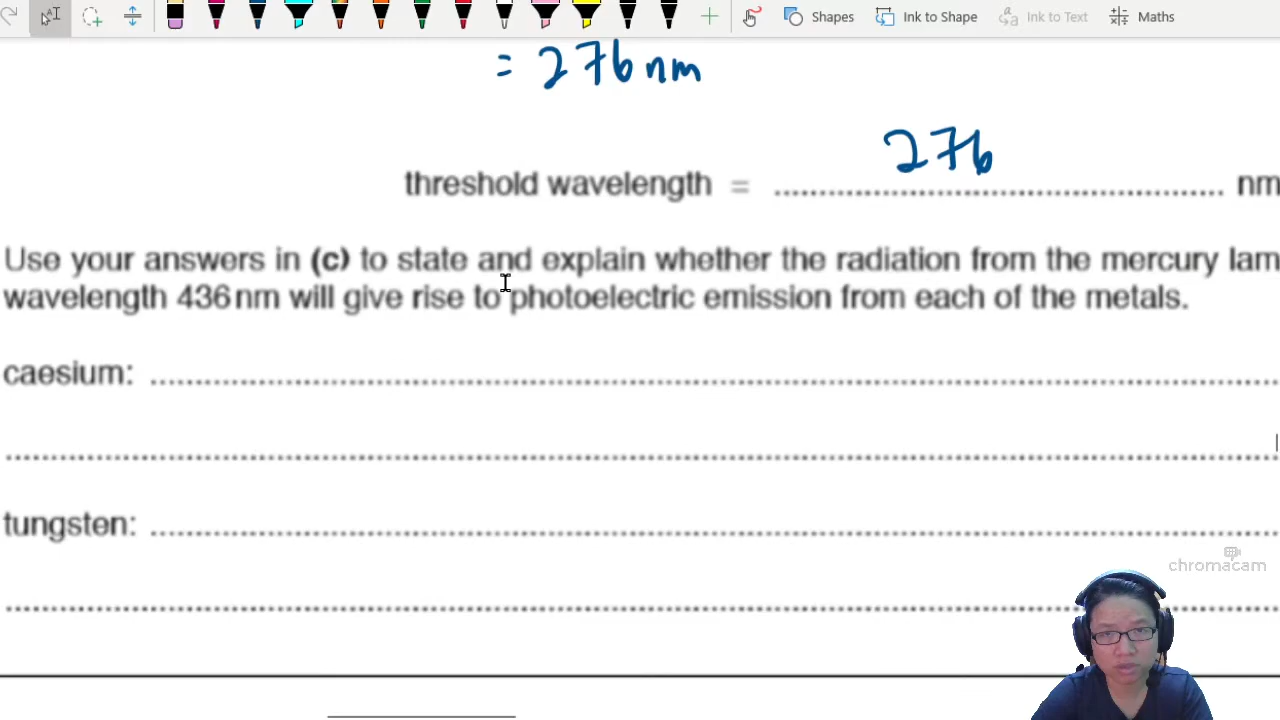 Shapes Ink to Shape Ink to Text Maths
= 276 nm
276
threshold wavelength = .................................................. nm
Use your answers in (c) to state and explain whether the radiation from the mercury lam
wavelength 436 nm will give rise to photoelectric emission from each of the metals.
caesium: ..........................................................................................
..........................................................................................
tungsten: ..........................................................................................
chromacam
..........................................................................................